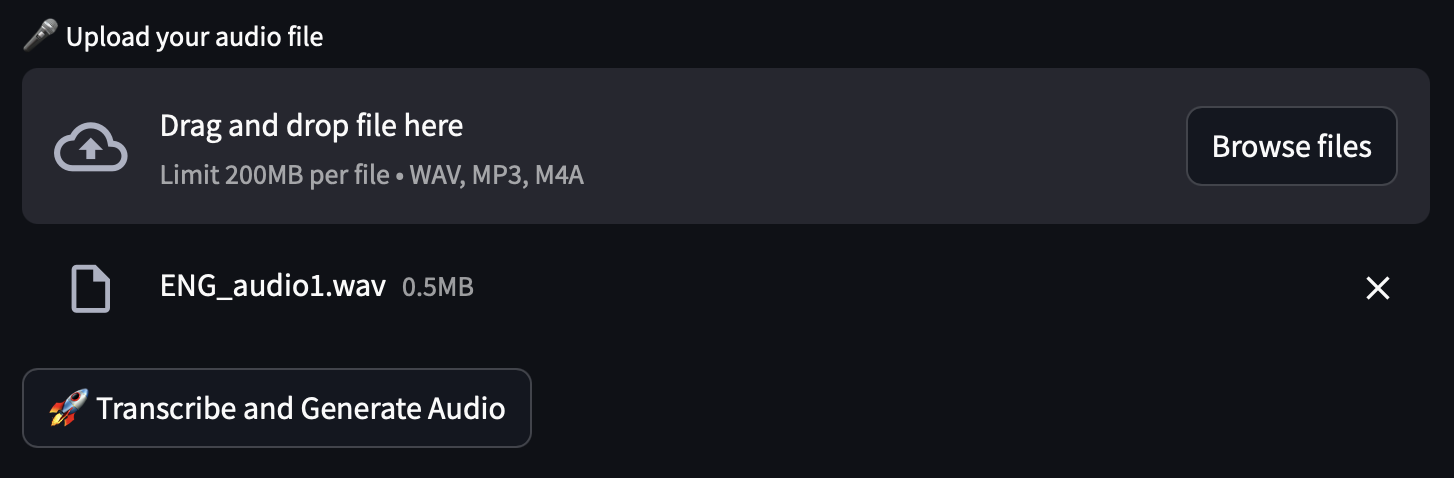 🎤 Upload your audio file
Drag and drop file here
Limit 200MB per file • WAV, MP3, M4A
Browse files
ENG_audio1.wav 0.5MB
🚀 Transcribe and Generate Audio